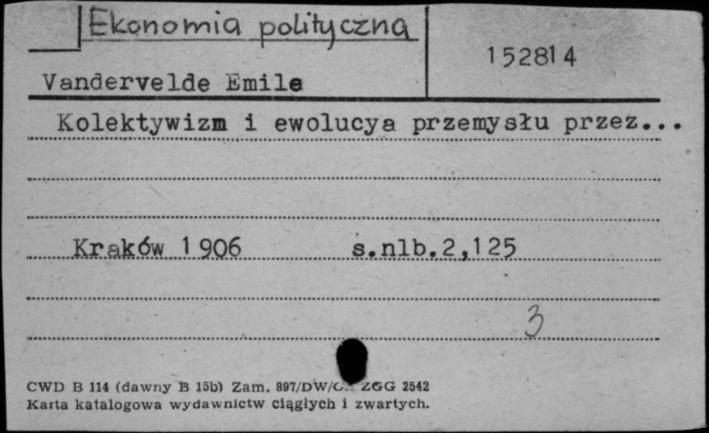 Ekonomia polityczna
152814
Vandervelde Emile
Kolektywizm i ewolucya przemysłu przez...
Kraków 1906 s.nlb.2,125
3
CWD B 114 (dawny B 15b) Zam. 897/DW/ ZGG 2542
Karta katalogowa wydawnictw ciągłych i zwartych.